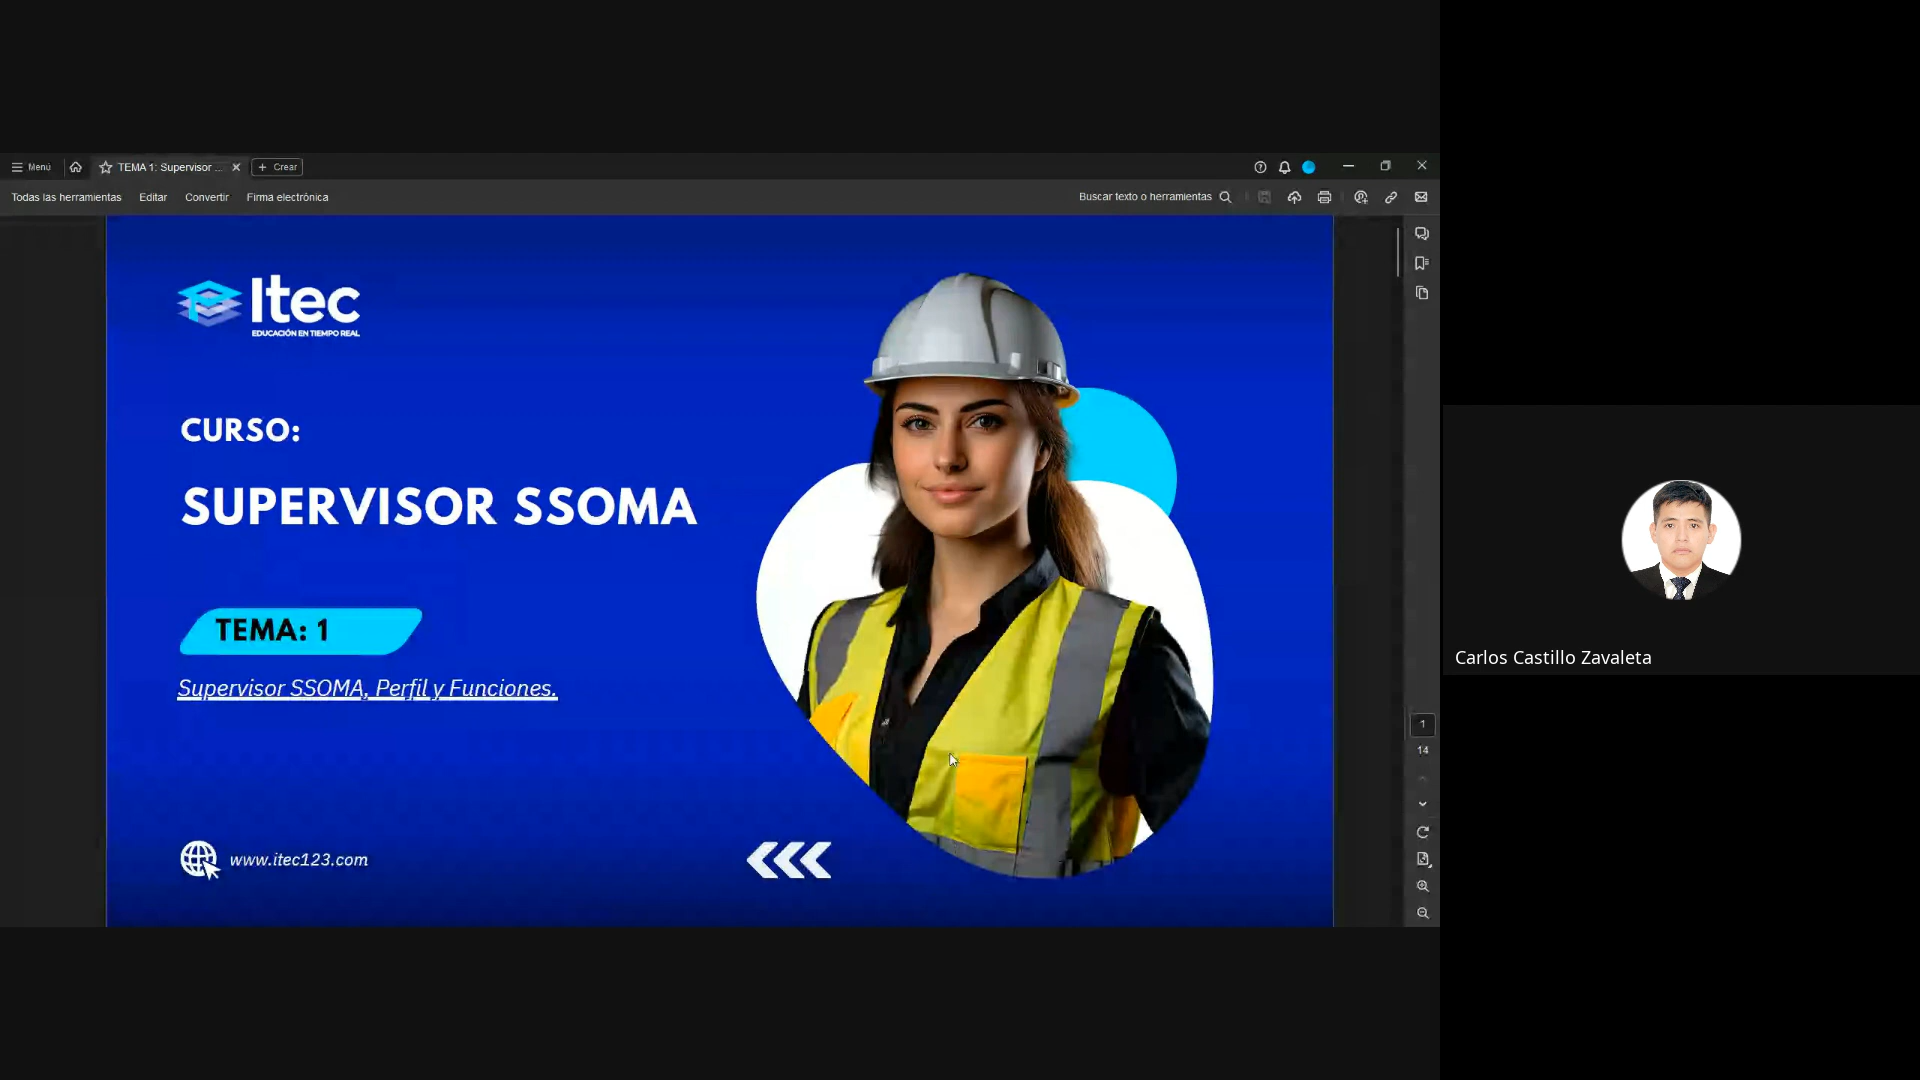 Menú
TEMA 1: Supervisor ...
Crear
Todas las herramientas
Editar
Convertir
Firma electrónica
Buscar texto o herramientas
Itec
EDUCACIÓN EN TIEMPO REAL
CURSO:
SUPERVISOR SSOMA
TEMA: 1
Supervisor SSOMA, Perfil y Funciones.
www.itec123.com
1
14
Carlos Castillo Zavaleta